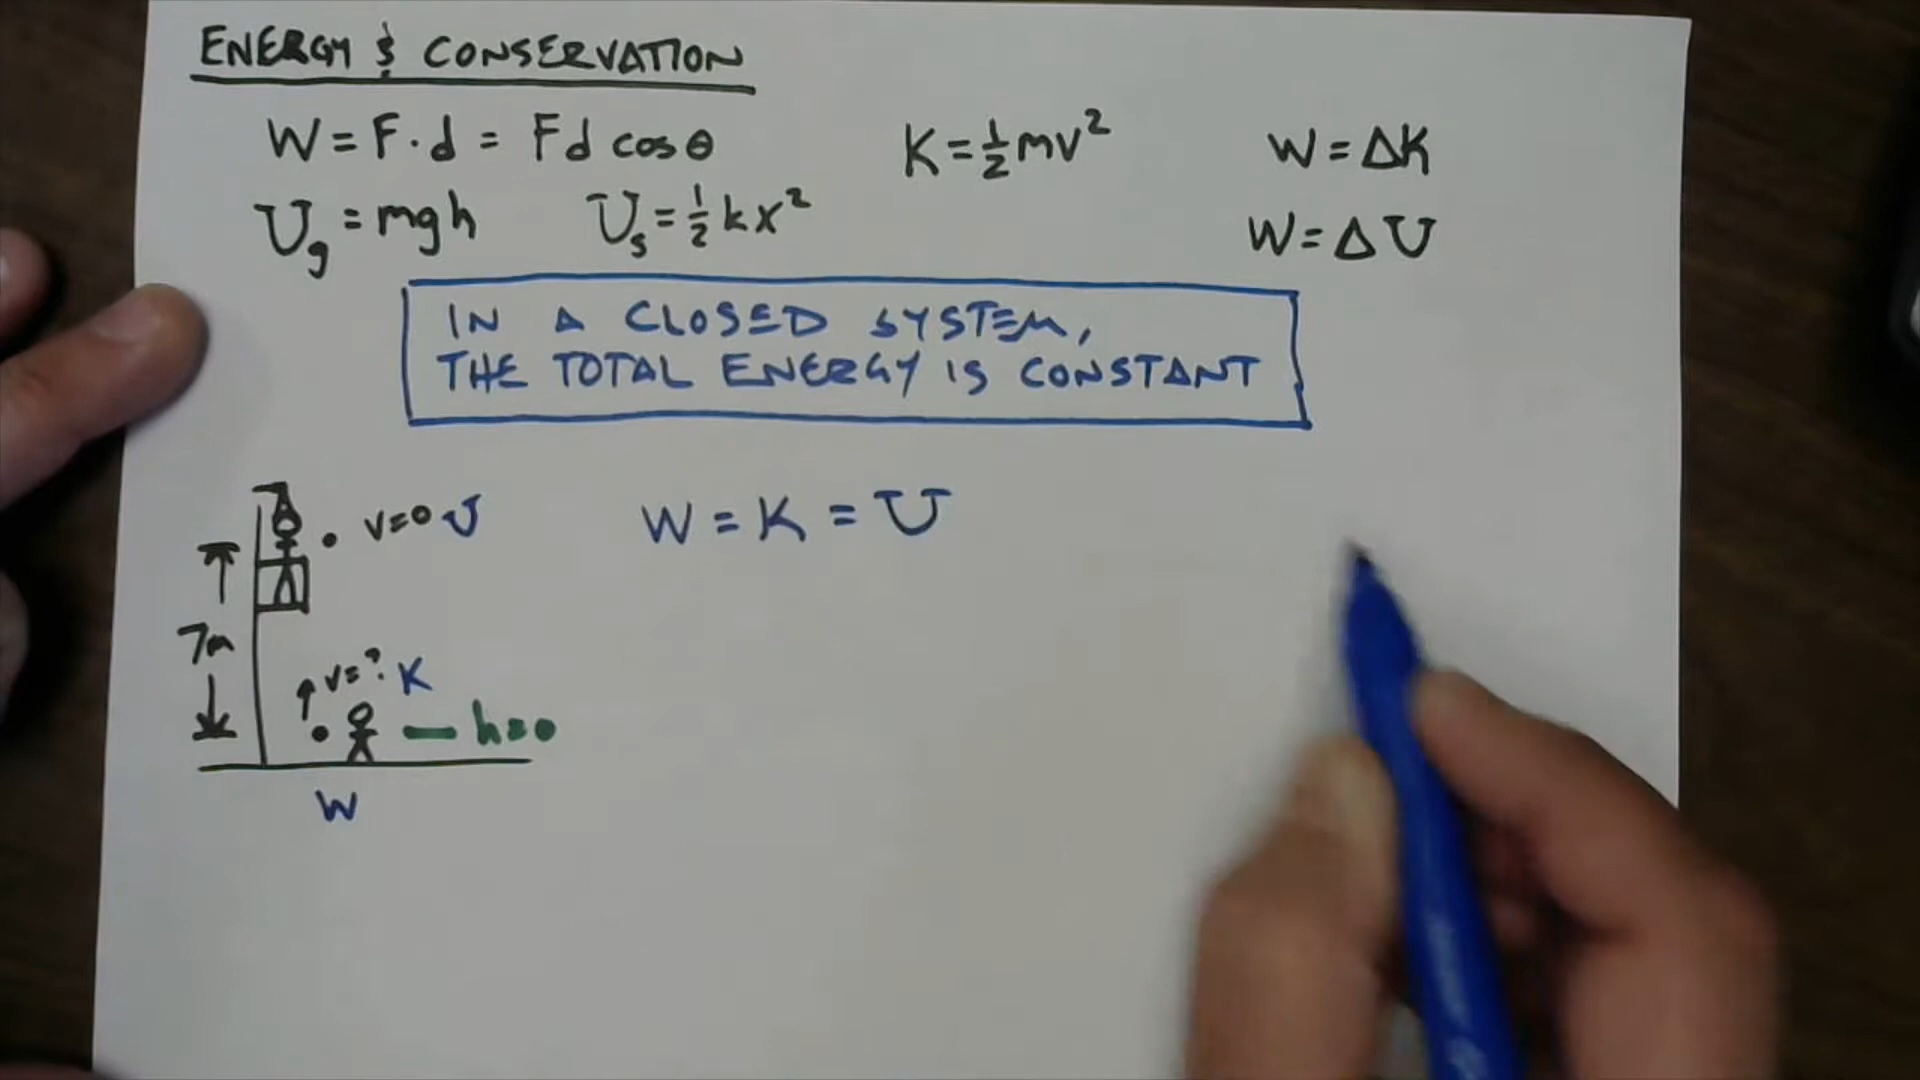 ENERGY & CONSERVATION
W = F · d = Fd cos θ K = ½mv² W = ΔK
U_g = mgh U_s = ½kx² W = ΔU
IN A CLOSED SYSTEM,
THE TOTAL ENERGY IS CONSTANT
v=0 U W = K = U
7m
v=? K
h=0
W